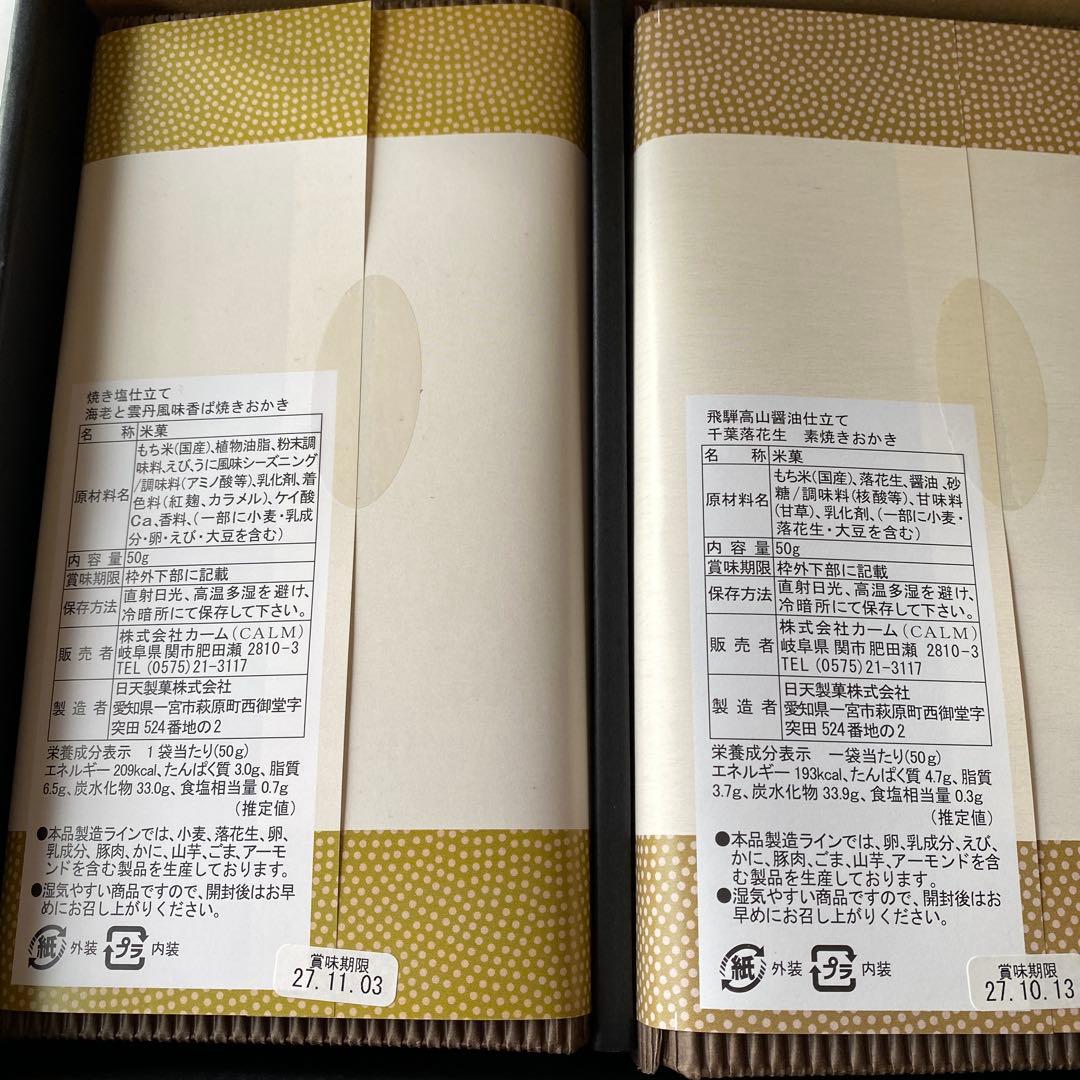 焼き塩仕立て
海老と雲丹風味香ば焼きおかき
名称 米菓
原材料名 もち米(国産)、植物油脂、粉末調
味料、えび、うに風味シーズニング
/調味料(アミノ酸等)、乳化剤、着
色料(紅麹、カラメル)、ケイ酸
Ca、香料、(一部に小麦・乳成
分・卵・えび・大豆を含む)
内容量 50g
賞味期限 枠外下部に記載
保存方法 直射日光、高温多湿を避け、
冷暗所にて保存して下さい。
販売者 株式会社カーム(CALM)
岐阜県関市肥田瀬 2810-3
TEL (0575)21-3117
製造者 日天製菓株式会社
愛知県一宮市萩原町西御堂字
突田 524番地の2
栄養成分表示 1袋当たり(50g)
エネルギー 209kcal、たんぱく質 3.0g、脂質
6.5g、炭水化物 33.0g、食塩相当量 0.7g
(推定値)
●本品製造ラインでは、小麦、落花生、卵、
乳成分、豚肉、かに、山芋、ごま、アーモ
ンドを含む製品を生産しております。
●湿気やすい商品ですので、開封後はお早
めにお召し上がりください。
紙 外装 プラ 内装
賞味期限
27.11.03
飛騨高山醤油仕立て
千葉落花生 素焼きおかき
名称 米菓
原材料名 もち米(国産)、落花生、醤油、砂
糖/調味料(核酸等)、甘味料
(甘草)、乳化剤、(一部に小麦・
落花生・大豆を含む)
内容量 50g
賞味期限 枠外下部に記載
保存方法 直射日光、高温多湿を避け、
冷暗所にて保存して下さい。
販売者 株式会社カーム(CALM)
岐阜県関市肥田瀬 2810-3
TEL (0575)21-3117
製造者 日天製菓株式会社
愛知県一宮市萩原町西御堂字
突田 524番地の2
栄養成分表示 一袋当たり(50g)
エネルギー 193kcal、たんぱく質 4.7g、脂質
3.7g、炭水化物 33.9g、食塩相当量 0.3g
(推定値)
●本品製造ラインでは、卵、乳成分、えび、
かに、豚肉、ごま、山芋、アーモンドを含
む製品を生産しております。
●湿気やすい商品ですので、開封後はお
早めにお召し上がりください。
紙 外装 プラ 内装
賞味期限
27.10.13